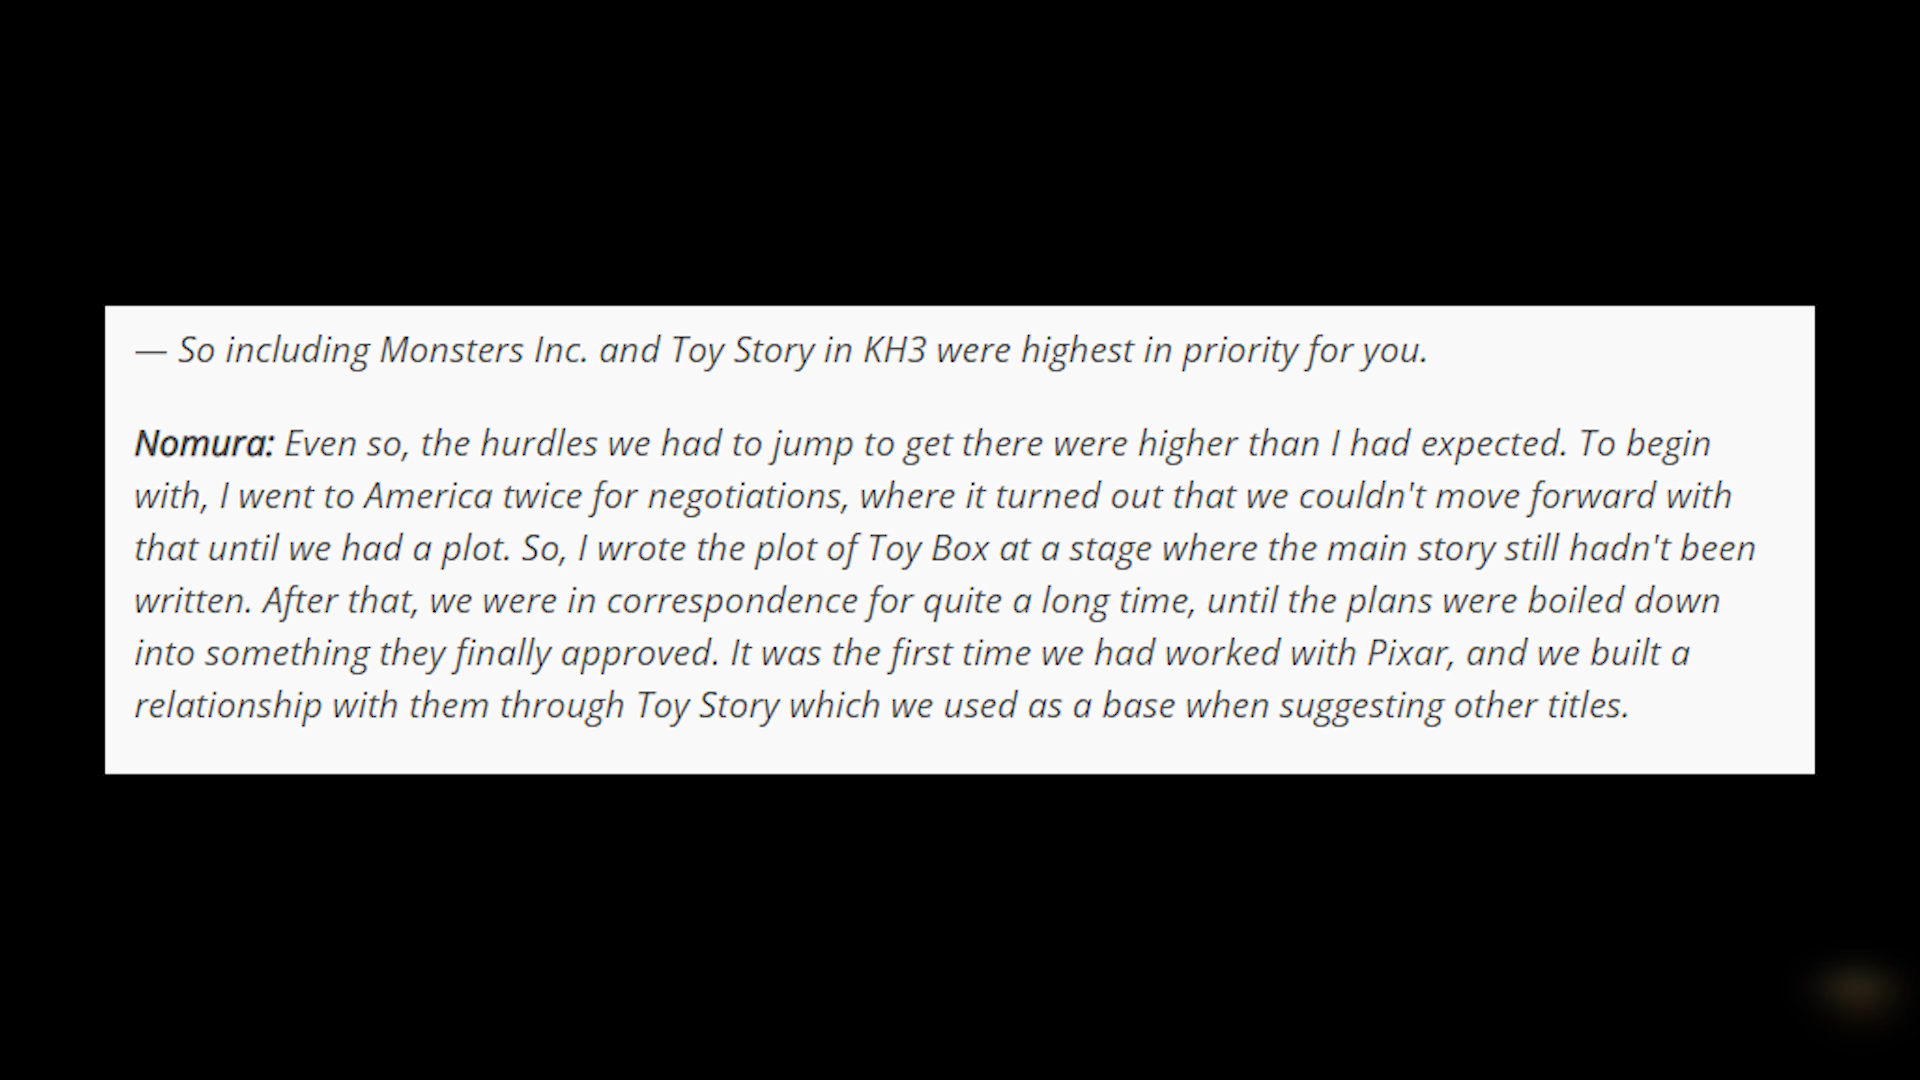 — So including Monsters Inc. and Toy Story in KH3 were highest in priority for you.
Nomura: Even so, the hurdles we had to jump to get there were higher than I had expected. To begin
with, I went to America twice for negotiations, where it turned out that we couldn't move forward with
that until we had a plot. So, I wrote the plot of Toy Box at a stage where the main story still hadn't been
written. After that, we were in correspondence for quite a long time, until the plans were boiled down
into something they finally approved. It was the first time we had worked with Pixar, and we built a
relationship with them through Toy Story which we used as a base when suggesting other titles.